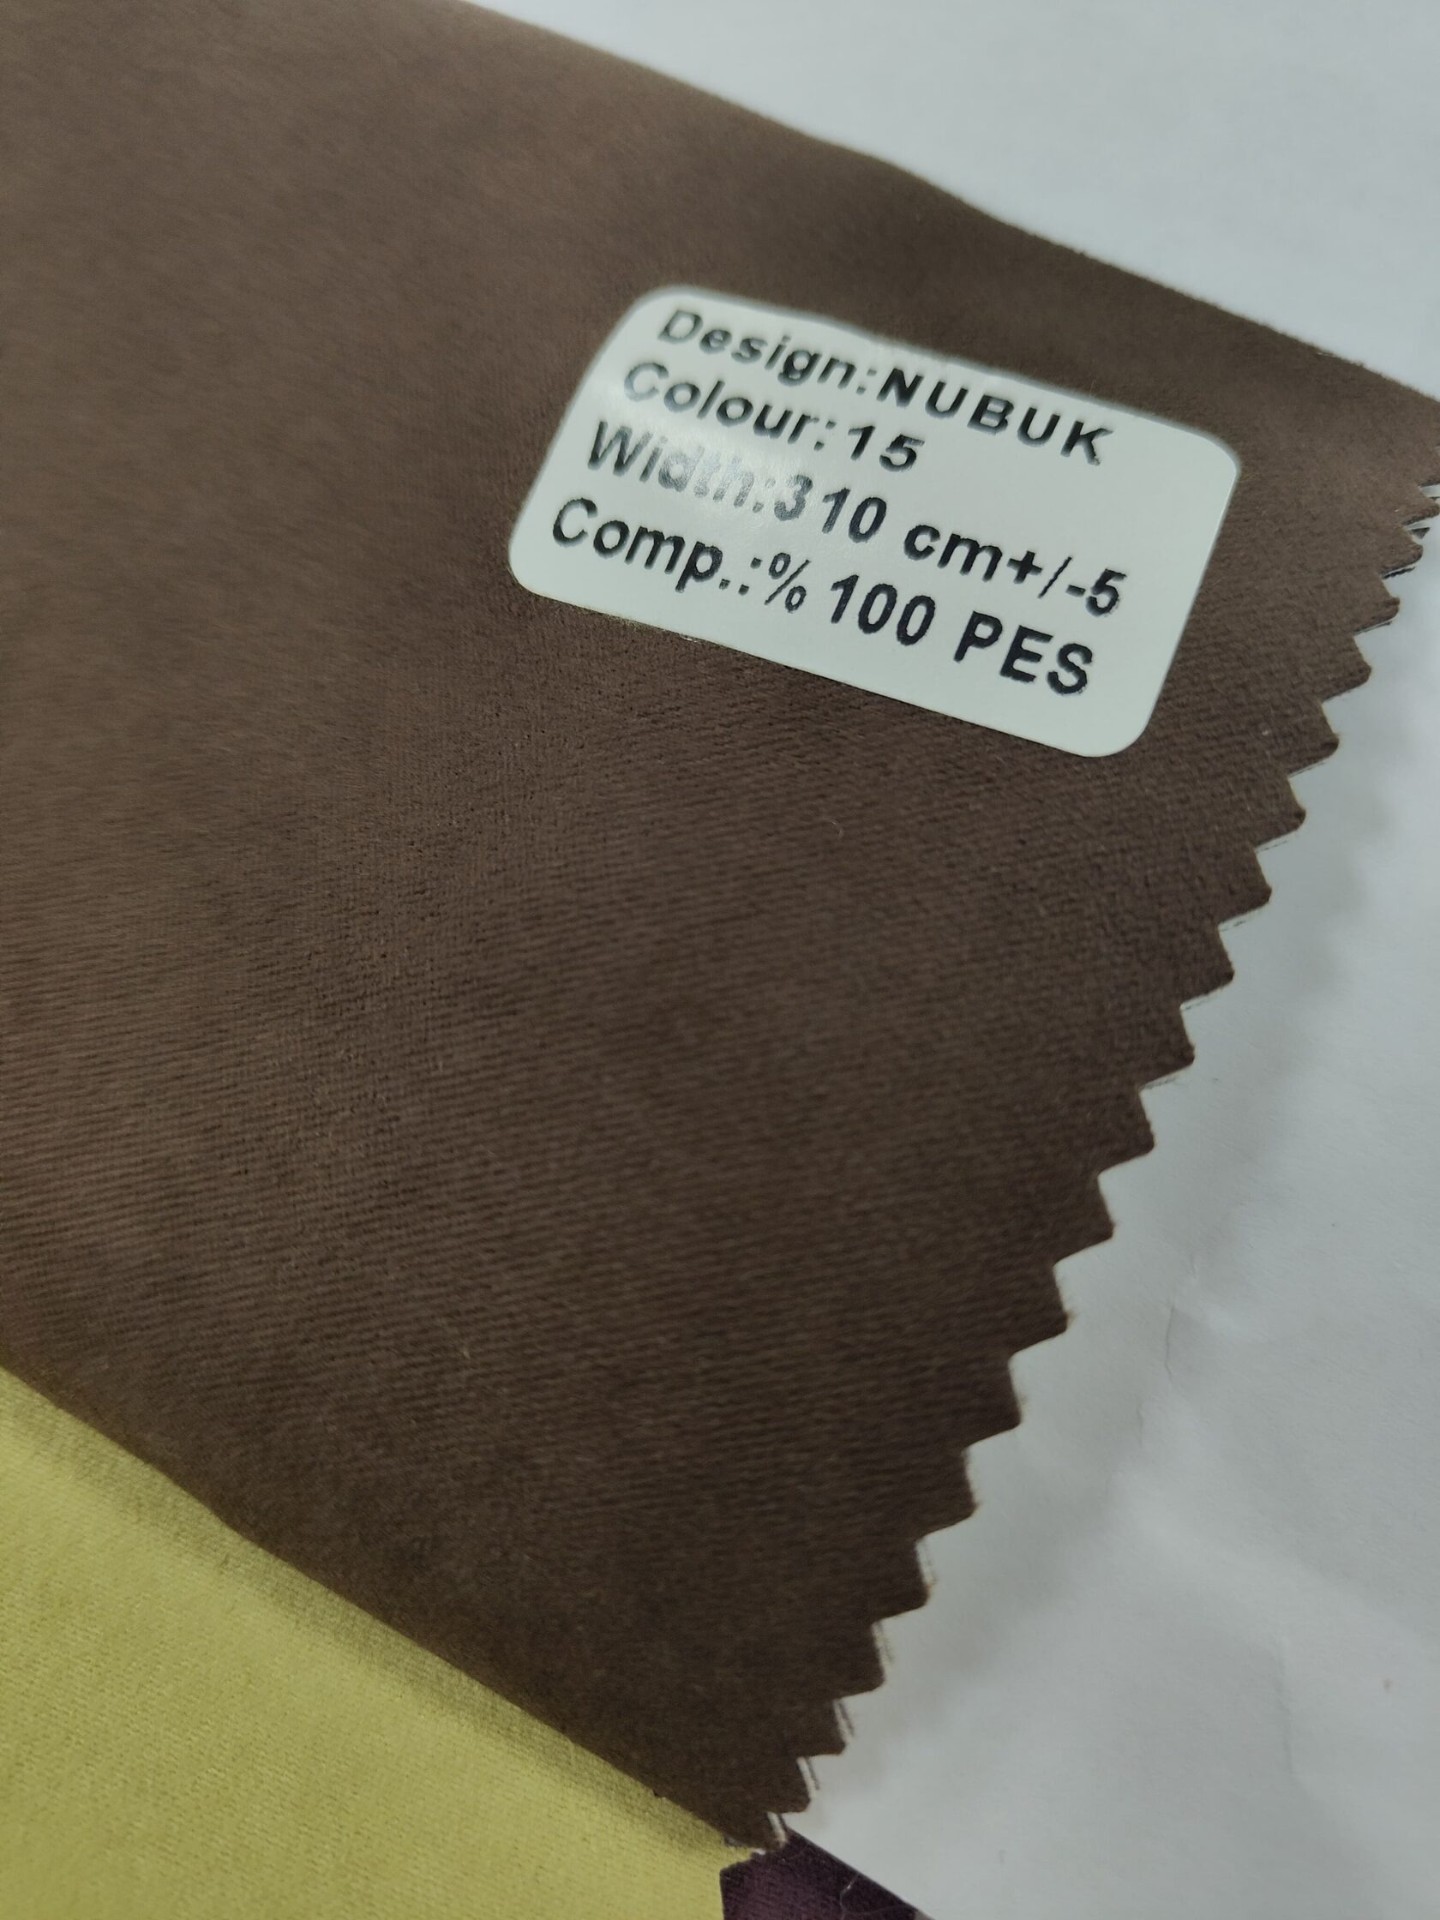 Design:NUBUK
Colour:15
Width:310 cm+/-5
Comp.:% 100 PES